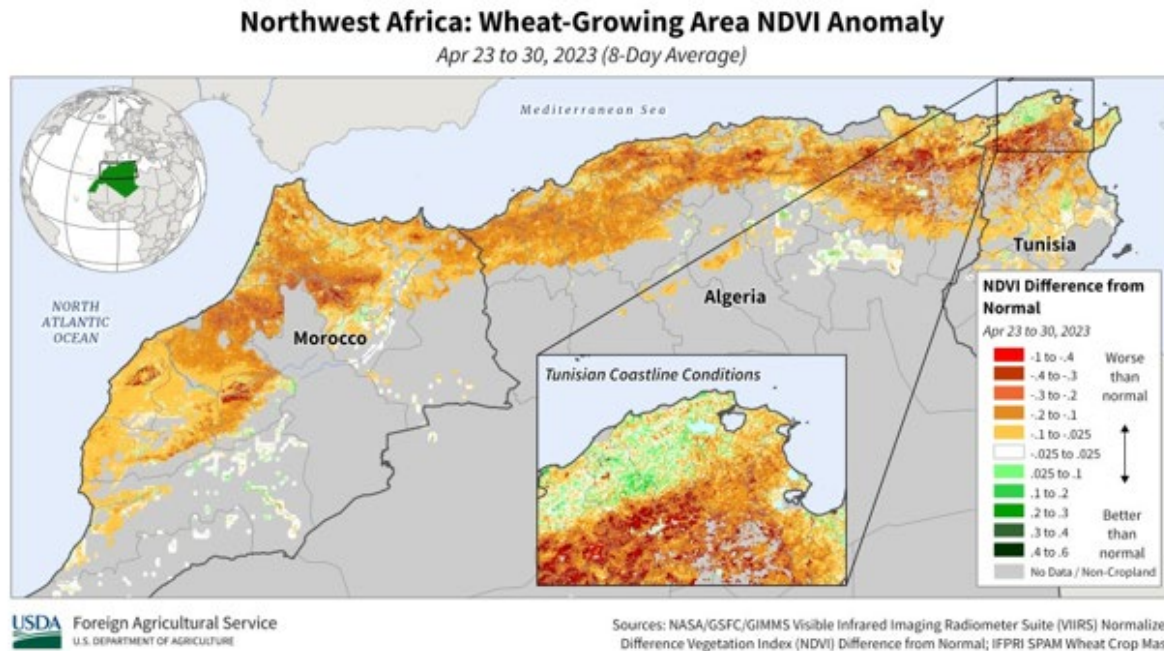 Northwest Africa: Wheat-Growing Area NDVI Anomaly
Apr 23 to 30, 2023 (8-Day Average)
Mediterranean Sea
NORTH
ATLANTIC
OCEAN
Morocco
Algeria
Tunisia
Tunisian Coastline Conditions
NDVI Difference from
Normal
Apr 23 to 30, 2023
-1 to -.4
-.4 to -.3
-.3 to -.2
-.2 to -.1
-.1 to -.025
-.025 to .025
.025 to .1
.1 to .2
.2 to .3
.3 to .4
.4 to .6
No Data / Non-Cropland
Worse
than
normal
Better
than
normal
USDA
Foreign Agricultural Service
U.S. DEPARTMENT OF AGRICULTURE
Sources: NASA/GSFC/GIMMS Visible Infrared Imaging Radiometer Suite (VIIRS) Normalize
Difference Vegetation Index (NDVI) Difference from Normal; IFPRI SPAM Wheat Crop Mas